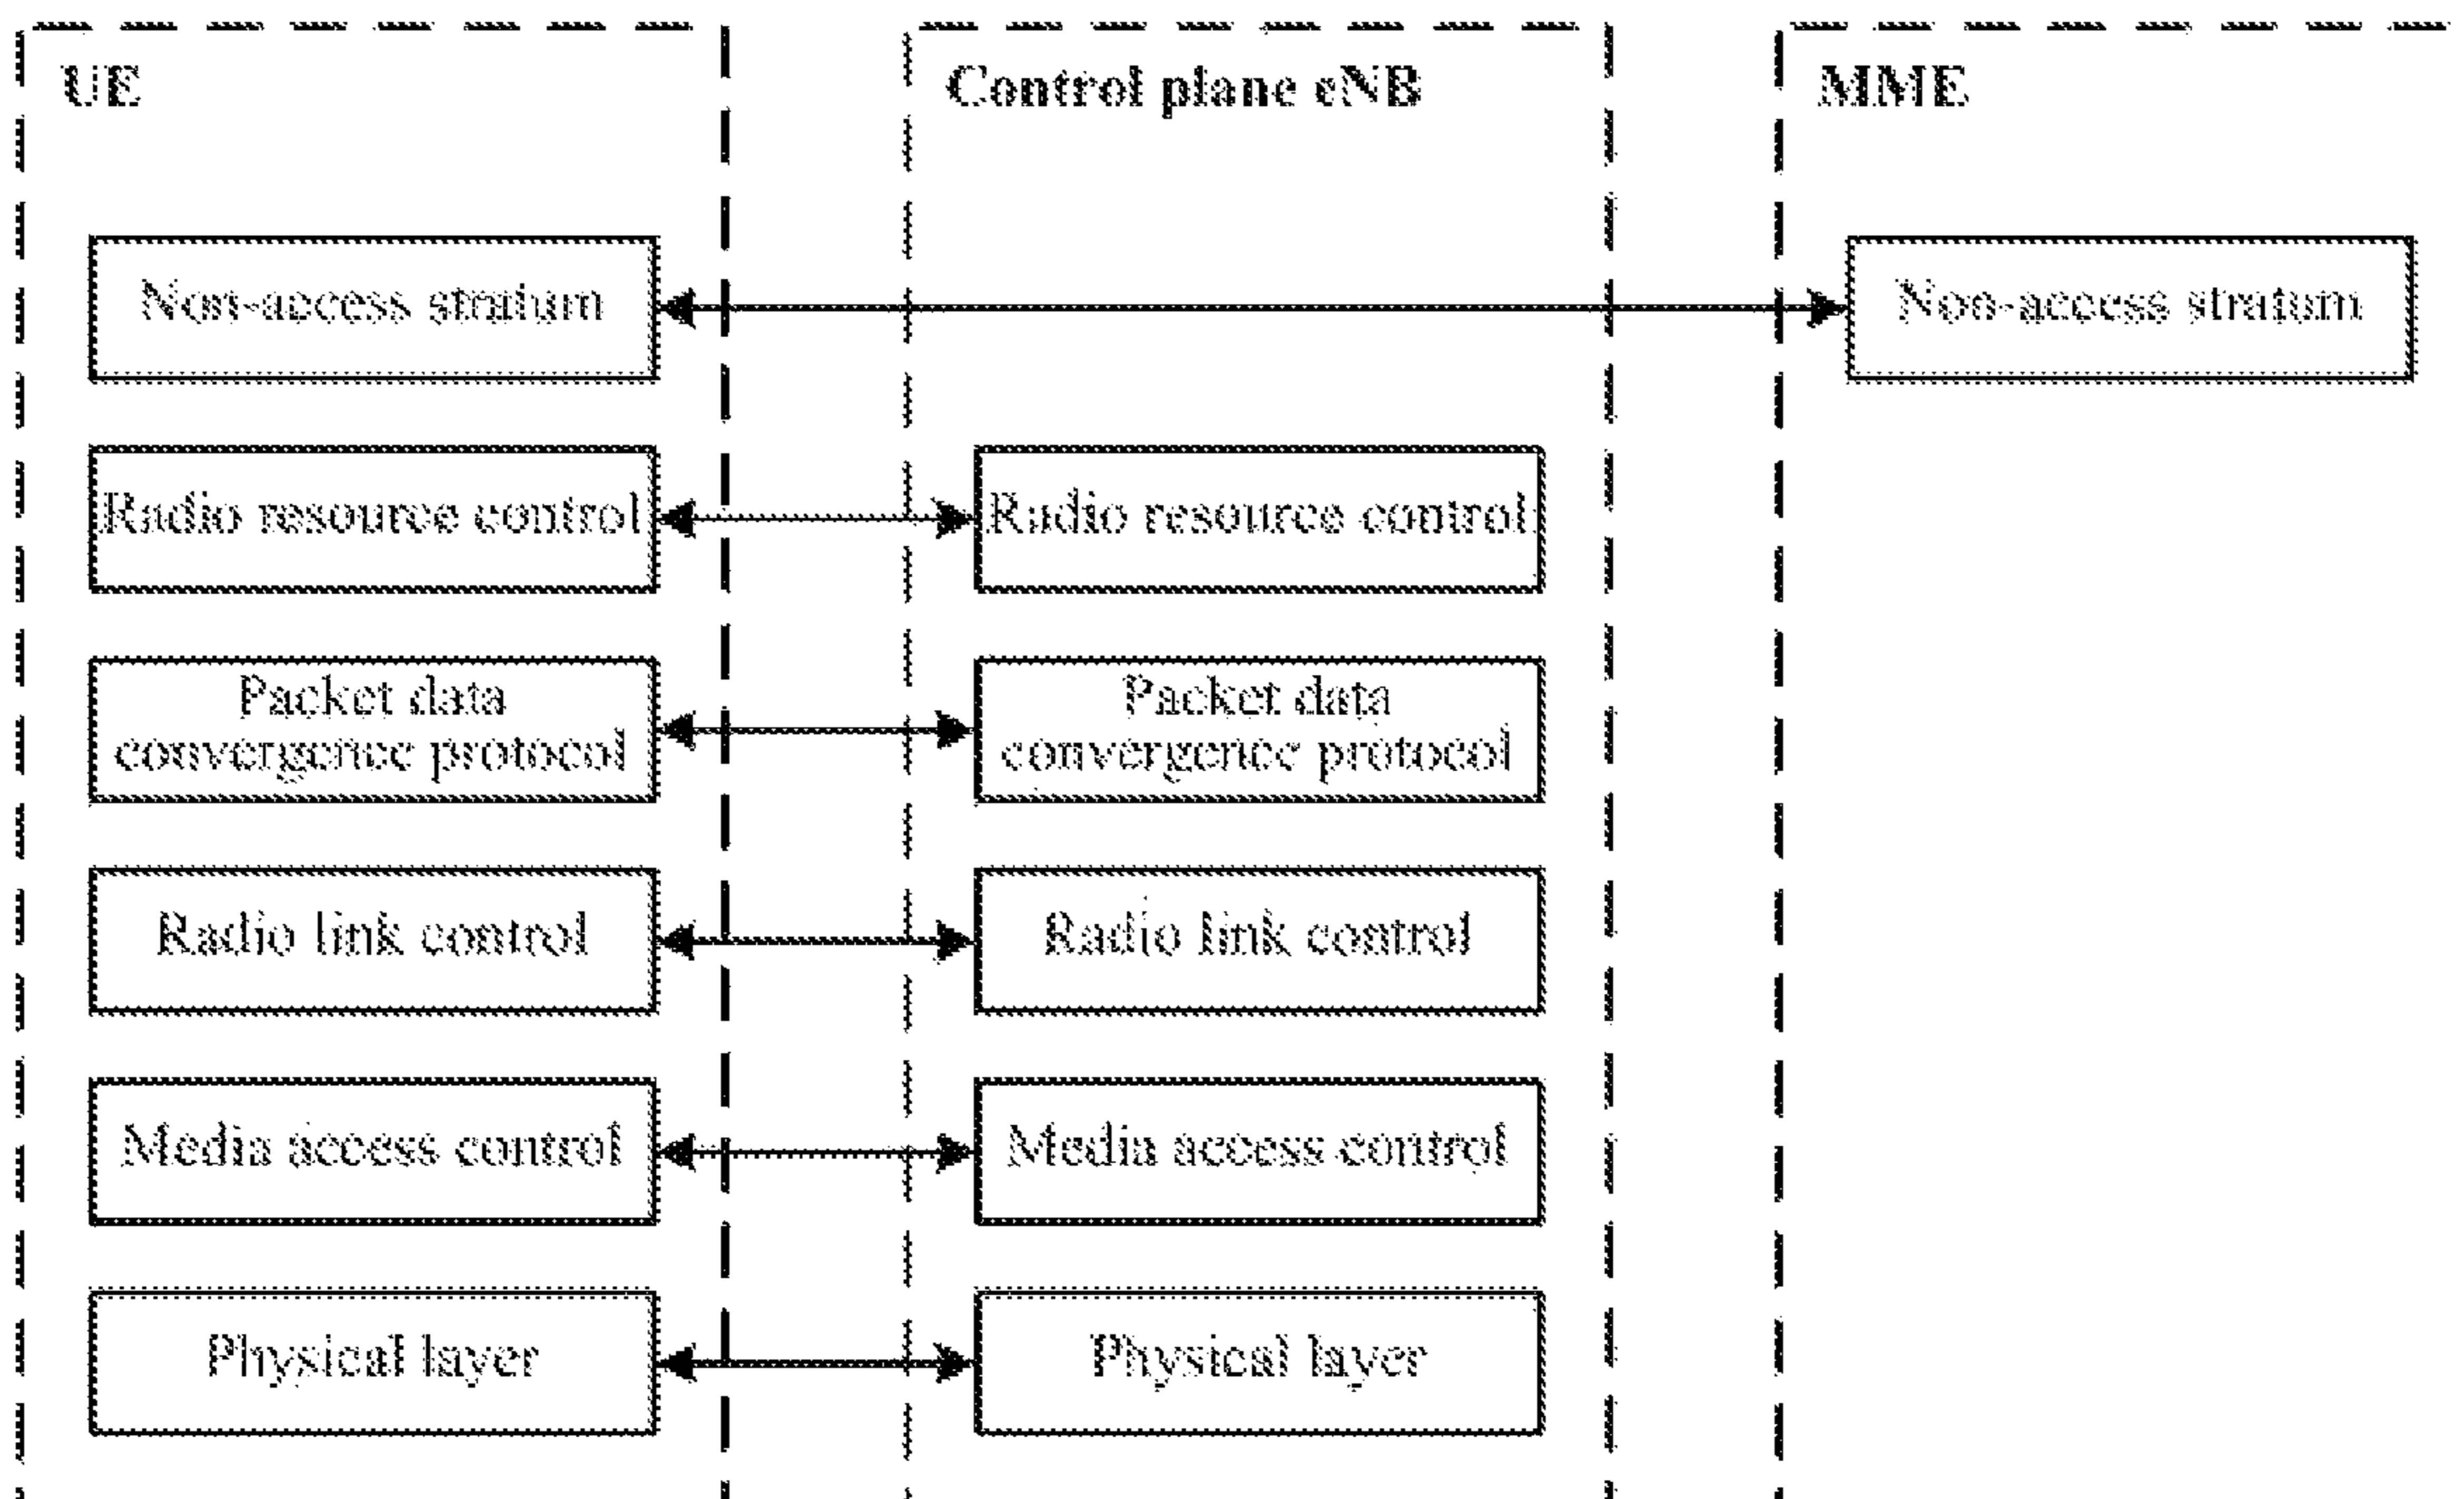 UE
Control plane eNB
MME
Non-access stratum
Non-access stratum
Radio resource control
Radio resource control
Packet data
convergence protocol
Packet data
convergence protocol
Radio link control
Radio link control
Media access control
Media access control
Physical layer
Physical layer